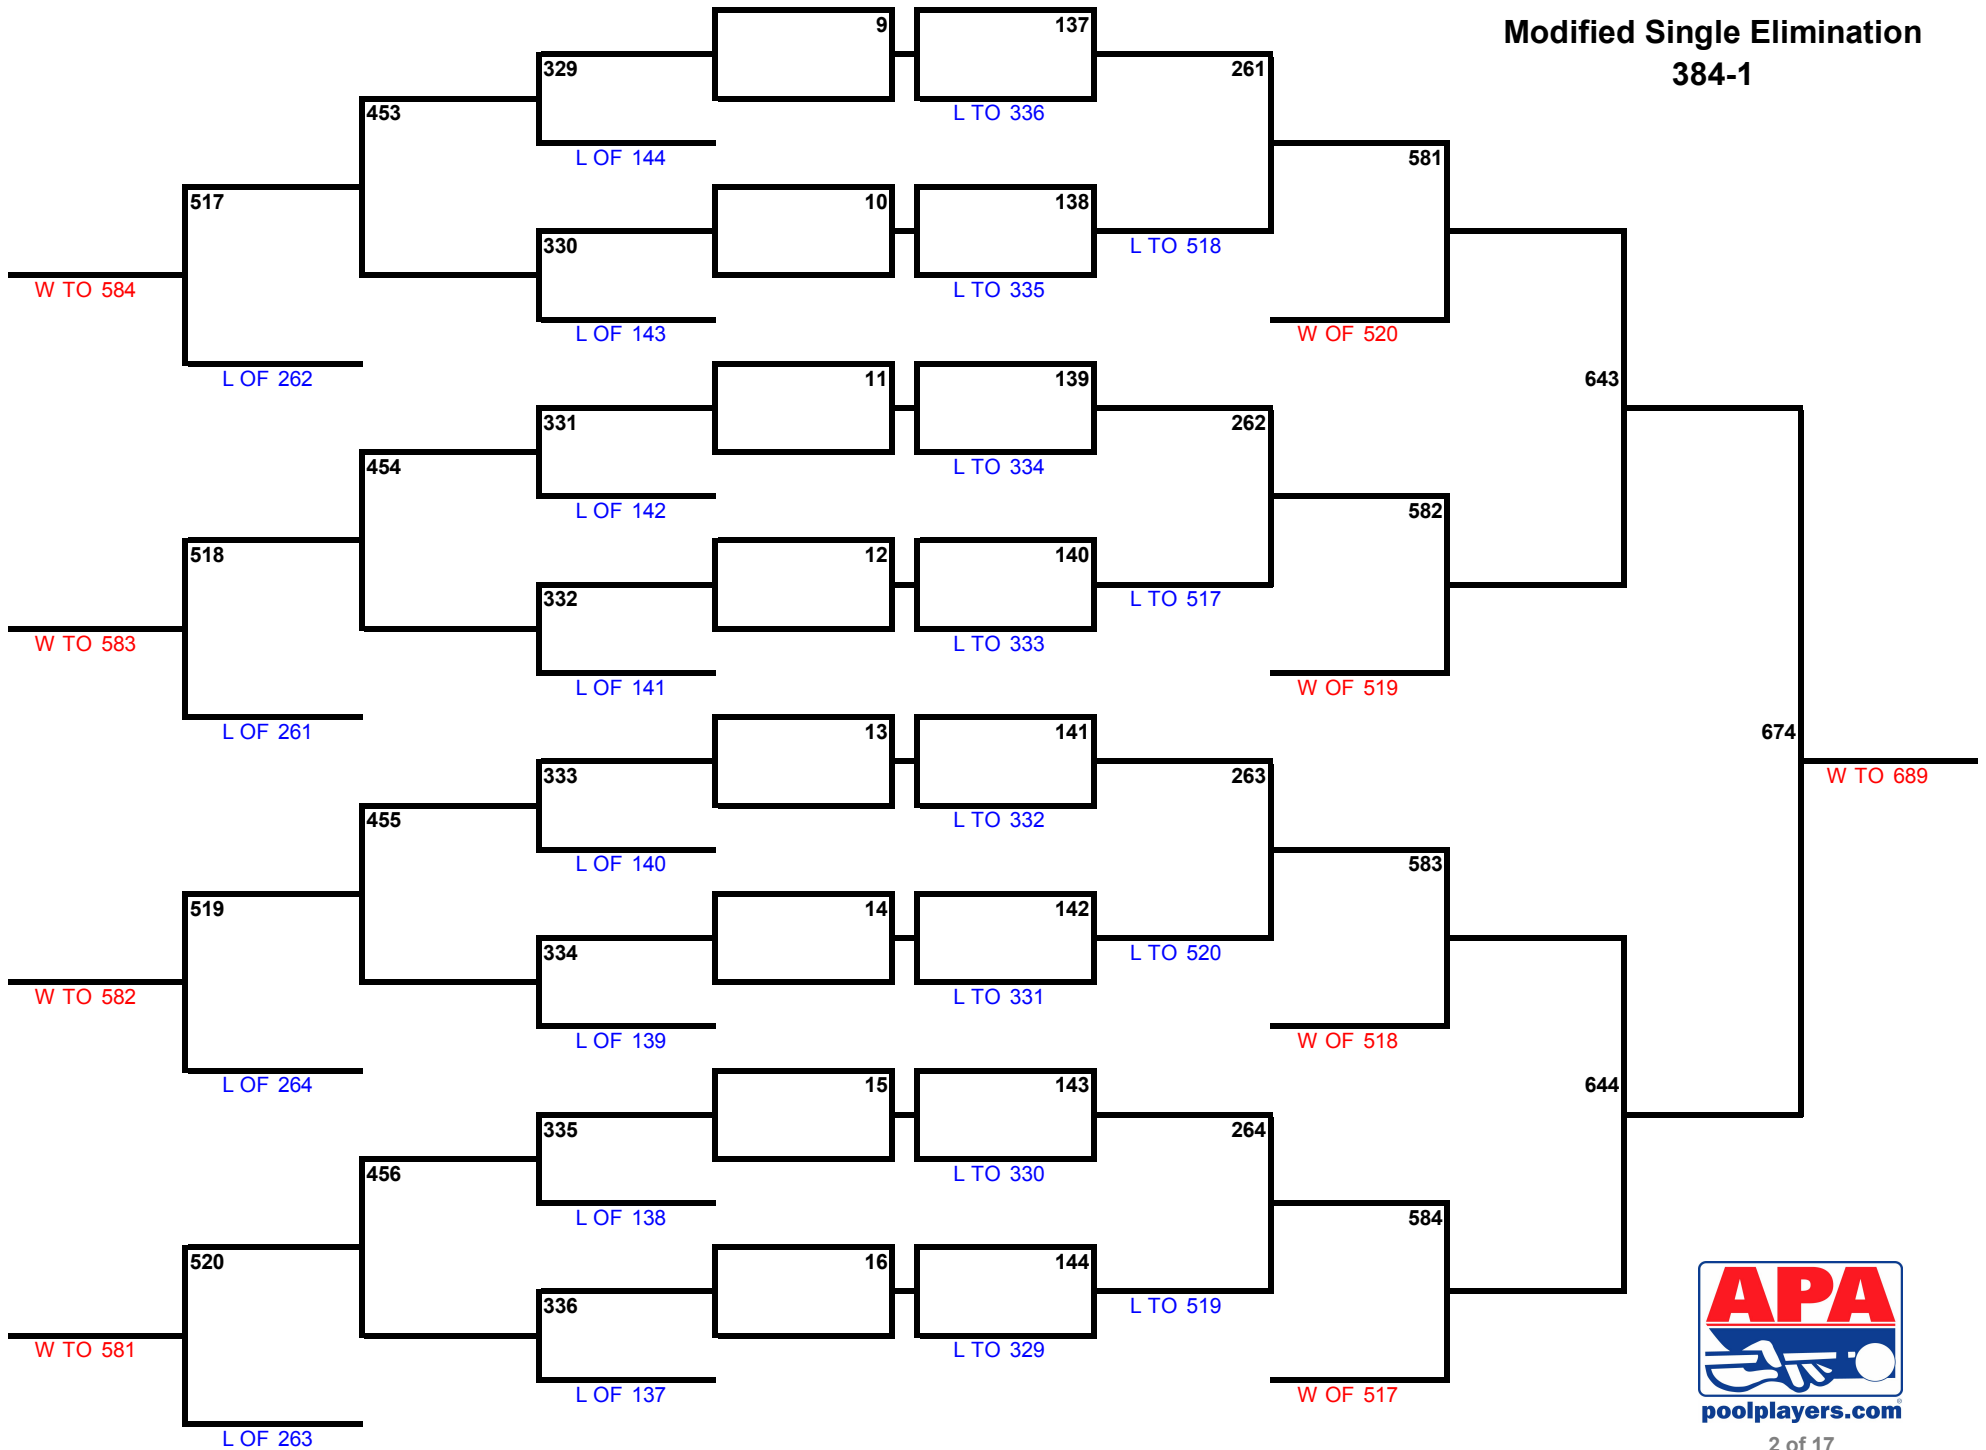 Modified Single Elimination
384-1
9 137
329 261
453 L TO 336
L OF 144 581
517 10 138
330 L TO 518
W TO 584 L TO 335
L OF 143 W OF 520
L OF 262 11 139 643
331 262
454 L TO 334
L OF 142 582
518 12 140
332 L TO 517
W TO 583 L TO 333
L OF 141 W OF 519
L OF 261 13 141 674
333 263 W TO 689
455 L TO 332
L OF 140 583
519 14 142
334 L TO 520
W TO 582 L TO 331
L OF 139 W OF 518
L OF 264 15 143 644
335 264
456 L TO 330
L OF 138 584
520 16 144
336 L TO 519
W TO 581 L TO 329
L OF 137 W OF 517
L OF 263
APA
poolplayers.com
2 of 17